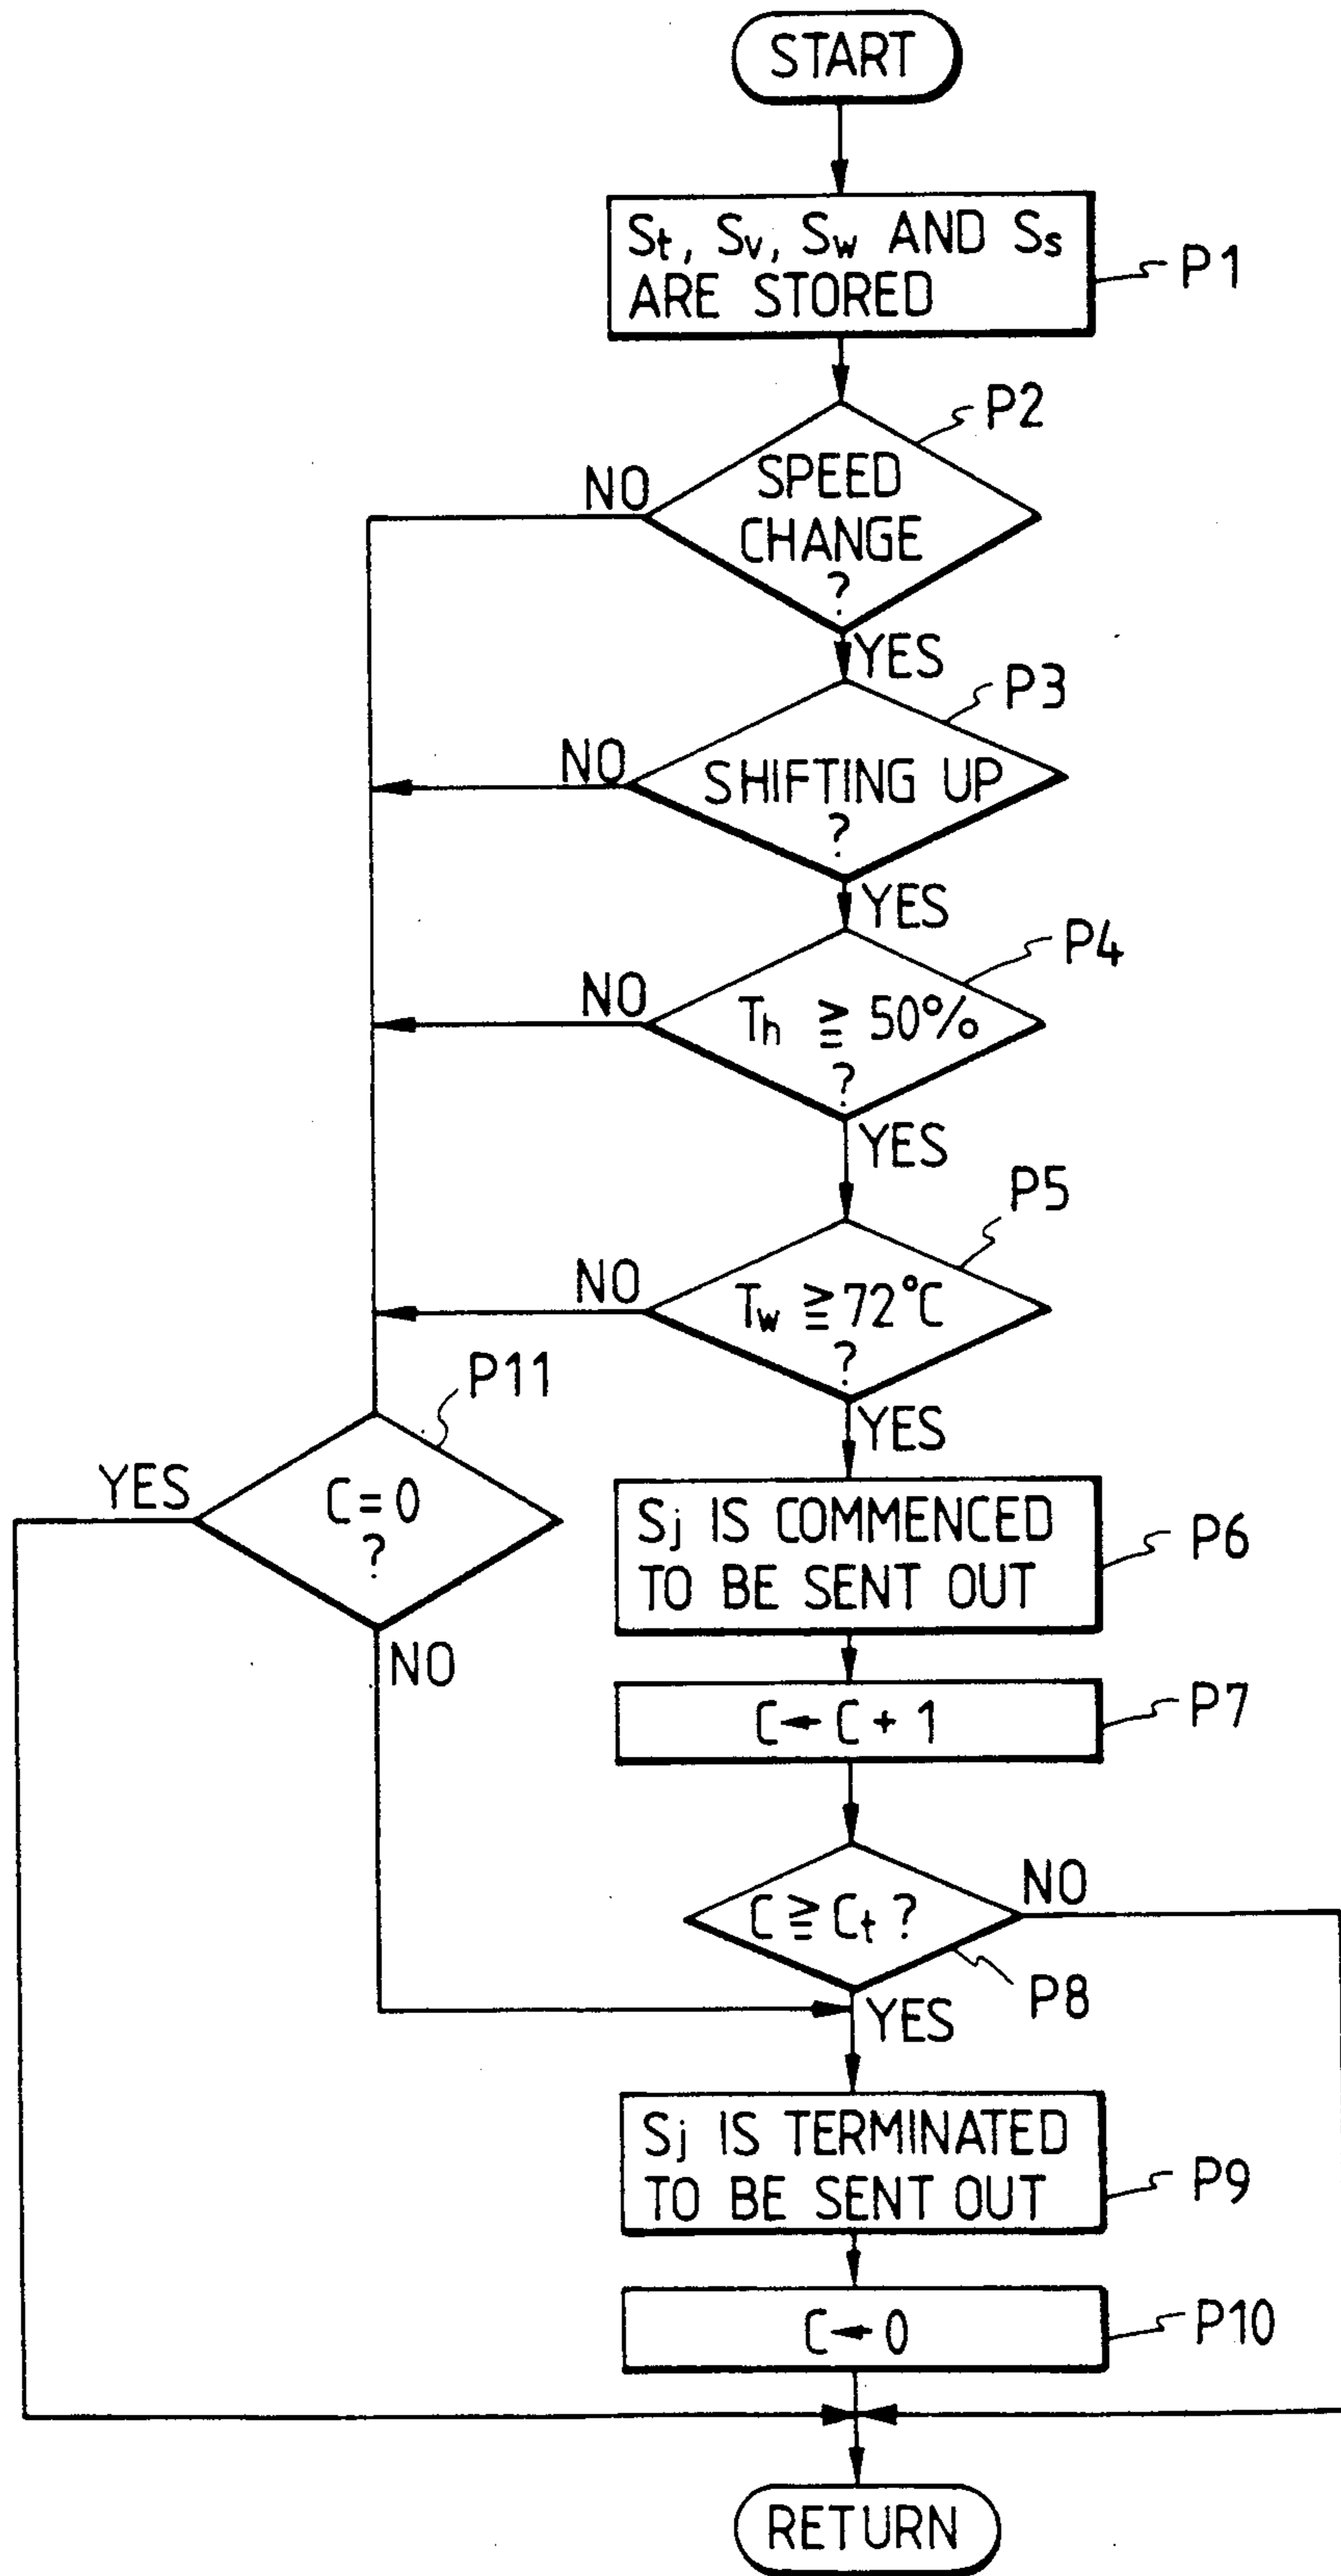 START
St, Sv, Sw AND Ss
ARE STORED
P1
P2
SPEED
CHANGE
?
NO
YES
P3
SHIFTING UP
?
NO
YES
P4
Th ≧ 50%
?
NO
YES
P5
Tw ≧ 72°C
?
NO
YES
P11
C = 0
?
YES
NO
Sj IS COMMENCED
TO BE SENT OUT
P6
C ← C + 1
P7
C ≧ Ct ?
NO
P8
YES
Sj IS TERMINATED
TO BE SENT OUT
P9
C ← 0
P10
RETURN